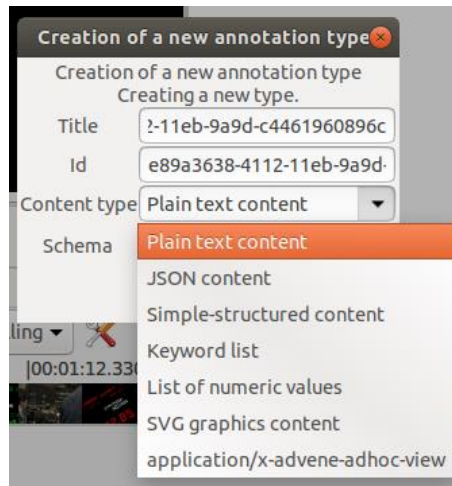 Creation of a new annotation type
Creation of a new annotation type
Creating a new type.
Title
2-11eb-9a9d-c4461960896c
Id
e89a3638-4112-11eb-9a9d-
Content type Plain text content
Schema
Plain text content
JSON content
Simple-structured content
Keyword list
List of numeric values
SVG graphics content
application/x-advene-adhoc-view
ling
|00:01:12.330